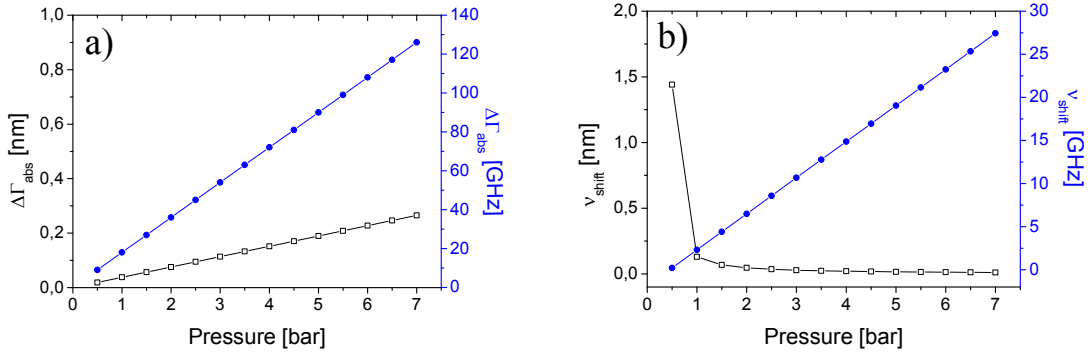 a)
1,0
0,8
0,6
0,4
0,2
0,0
ΔΓabs [nm]
0 1 2 3 4 5 6 7
Pressure [bar]
140
120
100
80
60
40
20
0
ΔΓabs [GHz]
b)
2,0
1,5
1,0
0,5
0,0
νshift [nm]
0 1 2 3 4 5 6 7
Pressure [bar]
30
25
20
15
10
5
0
νshift [GHz]